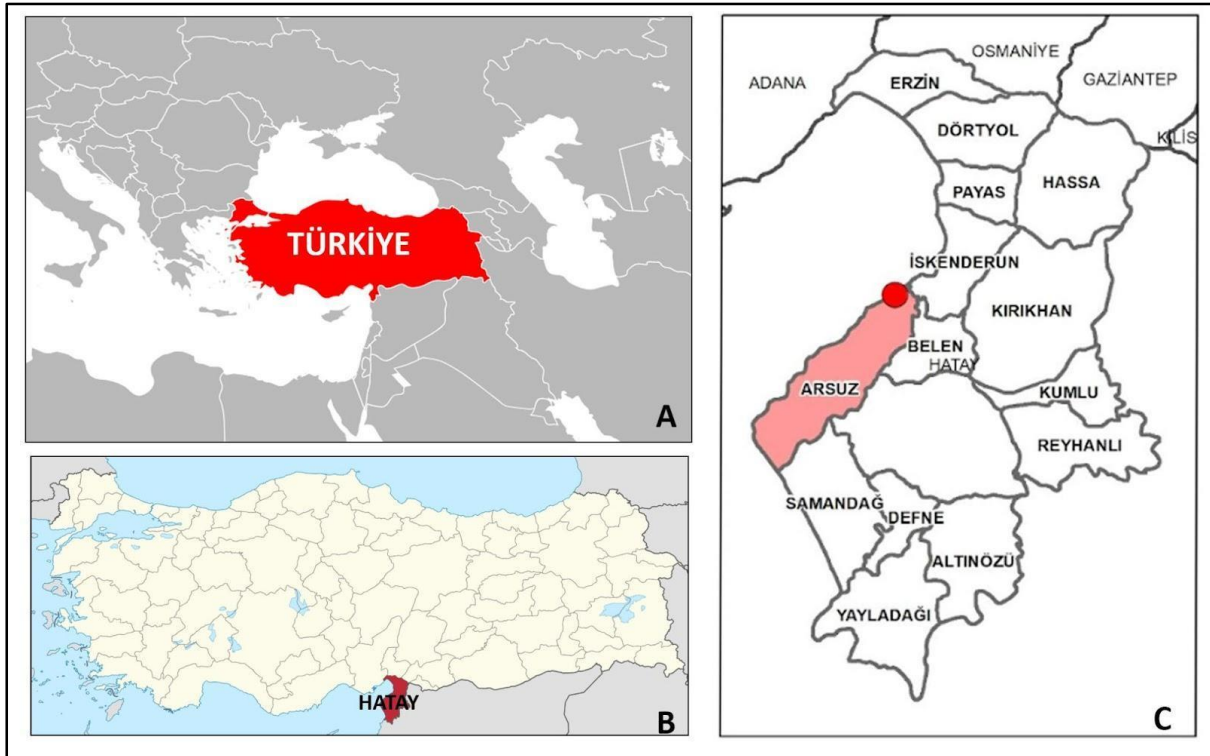 TÜRKİYE
A
HATAY
B
OSMANİYE
ADANA
GAZİANTEP
ERZİN
KİLİS
DÖRTYOL
HASSA
PAYAS
İSKENDERUN
KIRIKHAN
BELEN
HATAY
ARSUZ
KUMLU
REYHANLI
SAMANDAĞ
DEFNE
ALTINÖZÜ
YAYLADAĞI
C